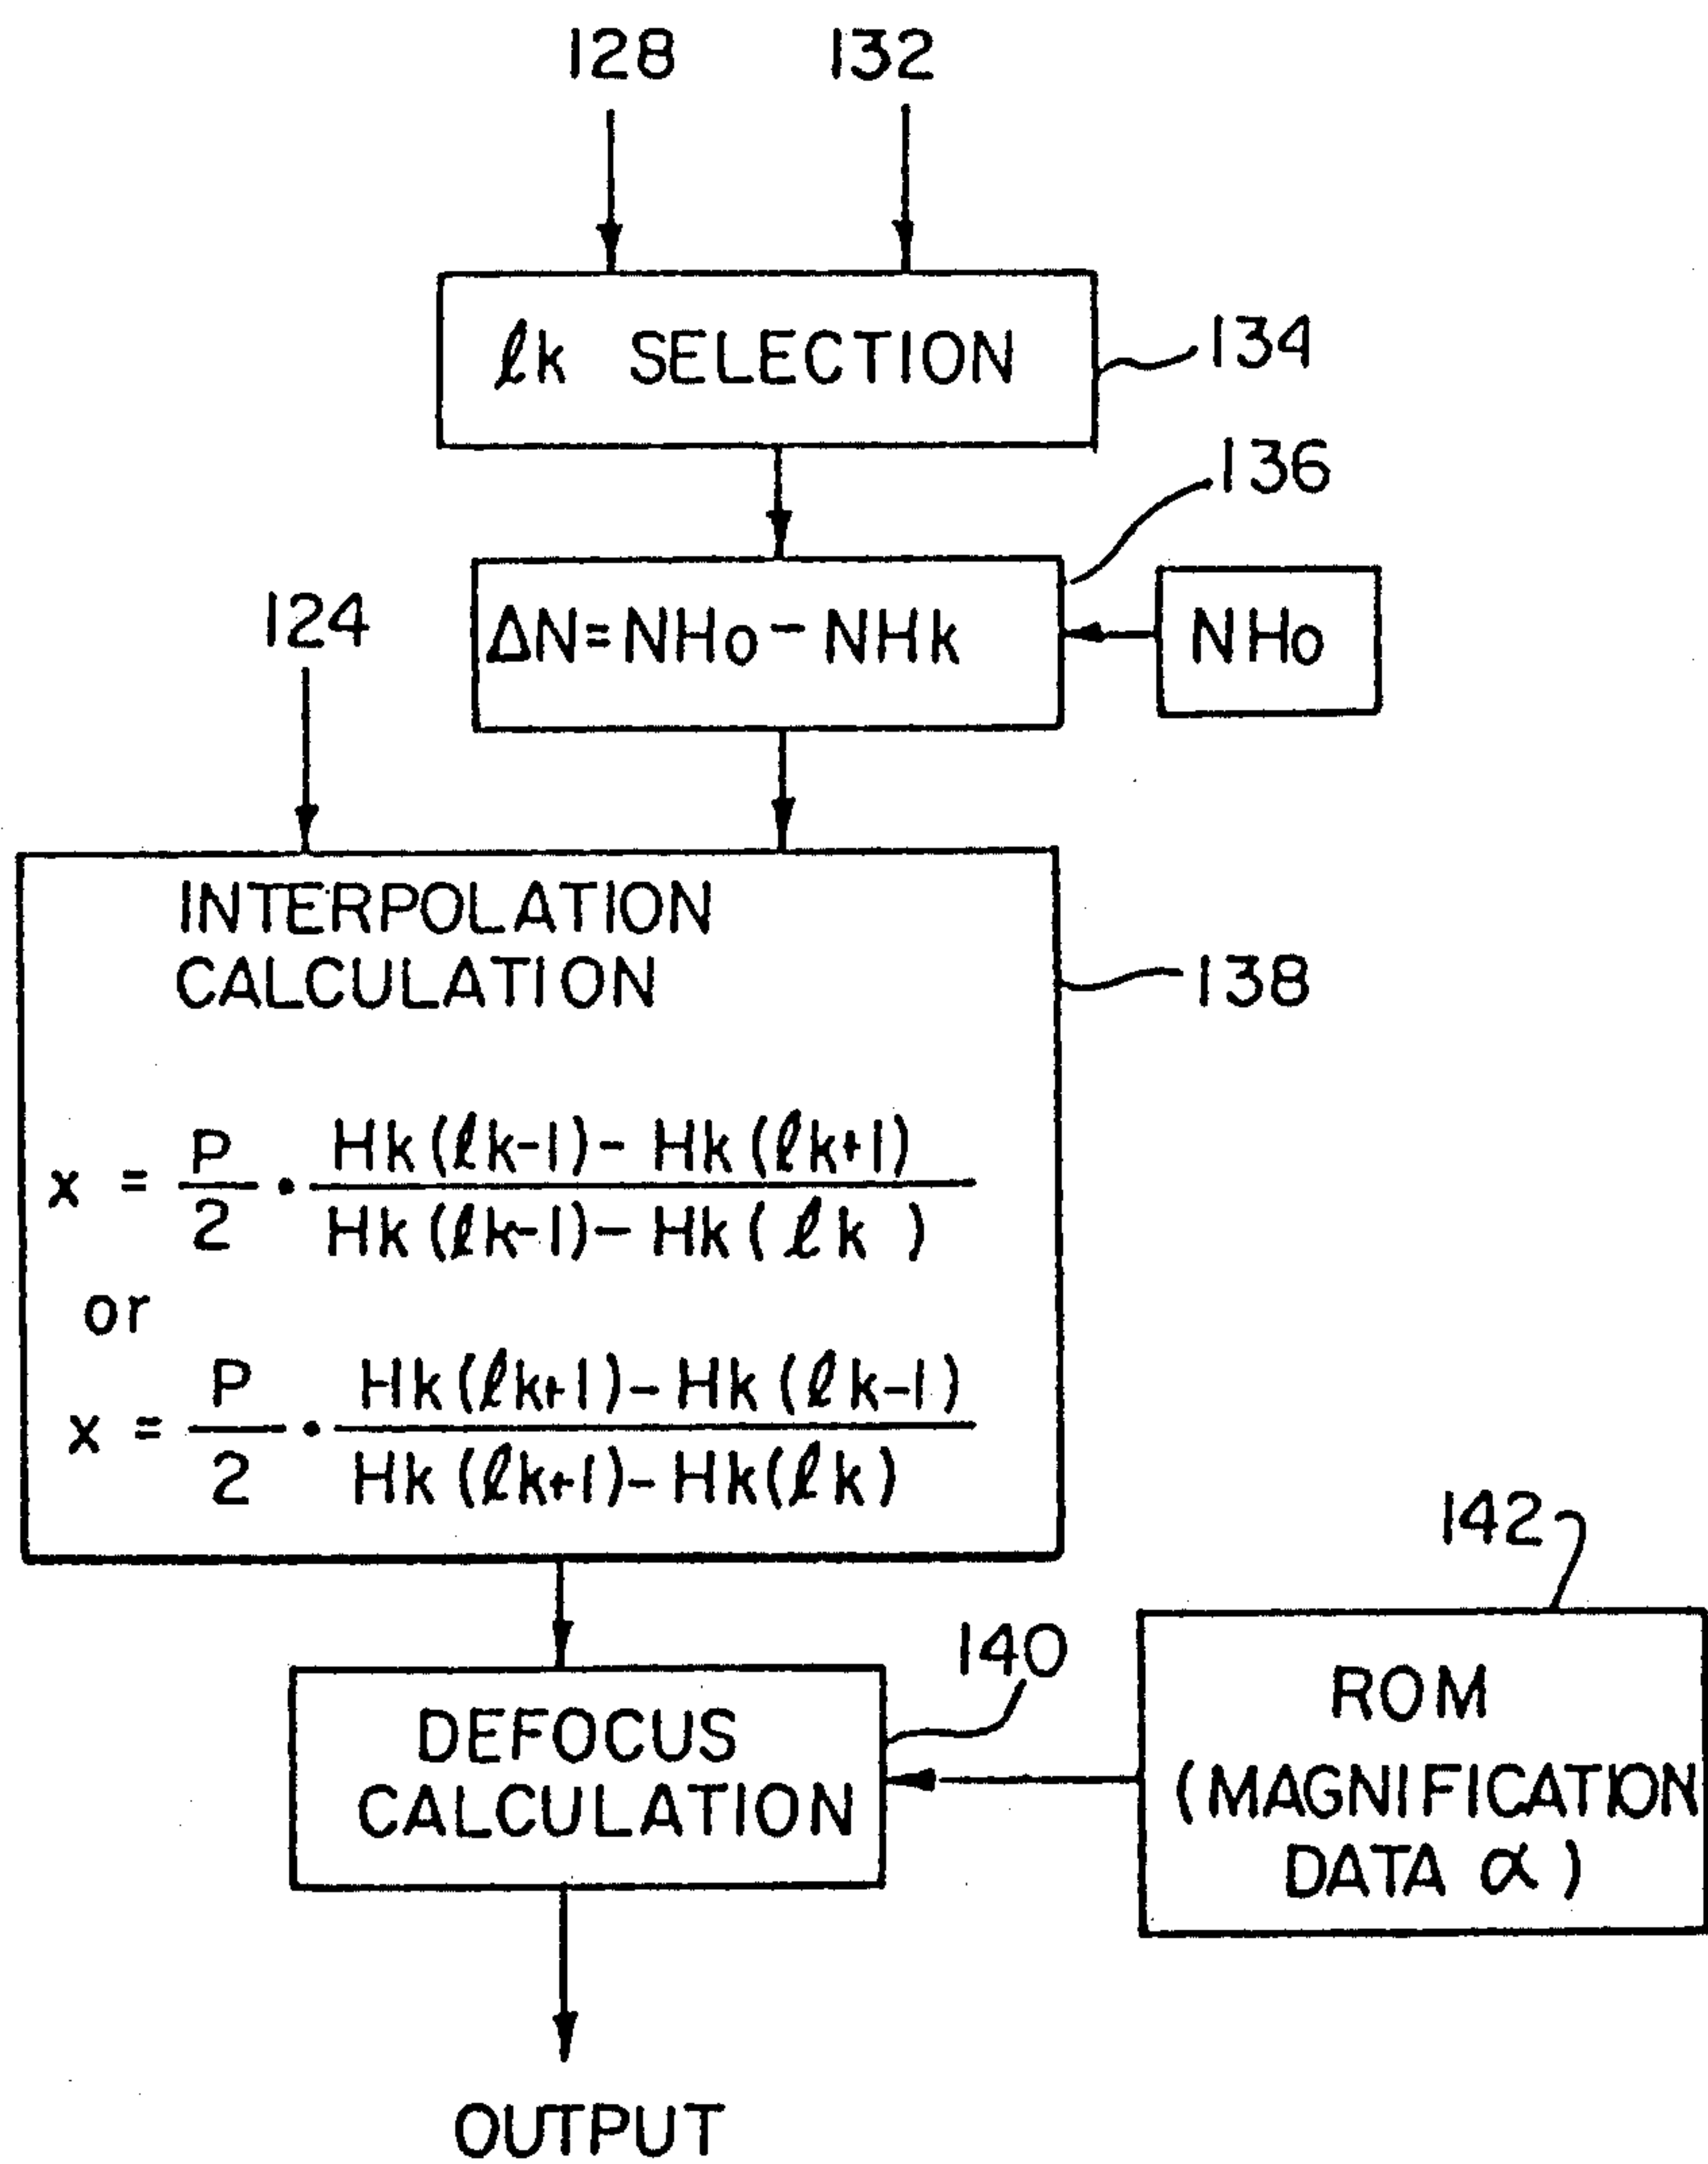 128 132
ℓk SELECTION
134
136
124
ΔN=NHo-NHk
NHo
INTERPOLATION
CALCULATION
138
x = P/2 • Hk(ℓk-1)-Hk(ℓk+1)/Hk(ℓk-1)-Hk(ℓk)
or
x = P/2 • Hk(ℓk+1)-Hk(ℓk-1)/Hk(ℓk+1)-Hk(ℓk)
142
140
ROM
(MAGNIFICATION
DATA α)
DEFOCUS
CALCULATION
OUTPUT